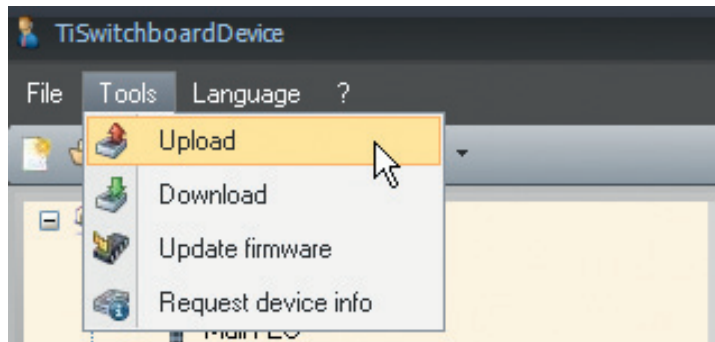 TiSwitchboardDevice
File Tools Language ?
Upload
Download
Update firmware
Request device info